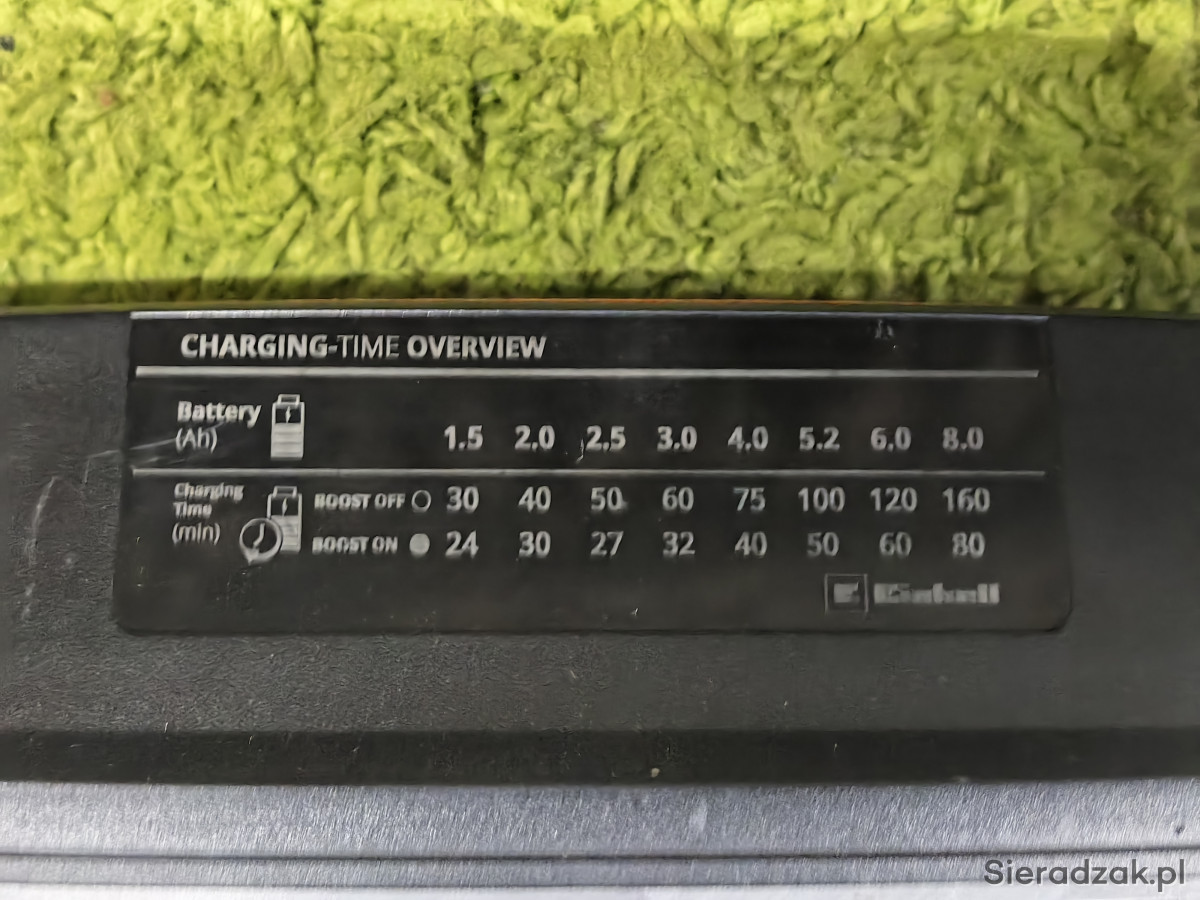 CHARGING-TIME OVERVIEW
Battery
(Ah)
1.5 2.0 2.5 3.0 4.0 5.2 6.0 8.0
Charging
Time
(min)
BOOST OFF 30 40 50 60 75 100 120 160
BOOST ON 24 30 27 32 40 50 60 80
Einhell
Sieradzak.pl